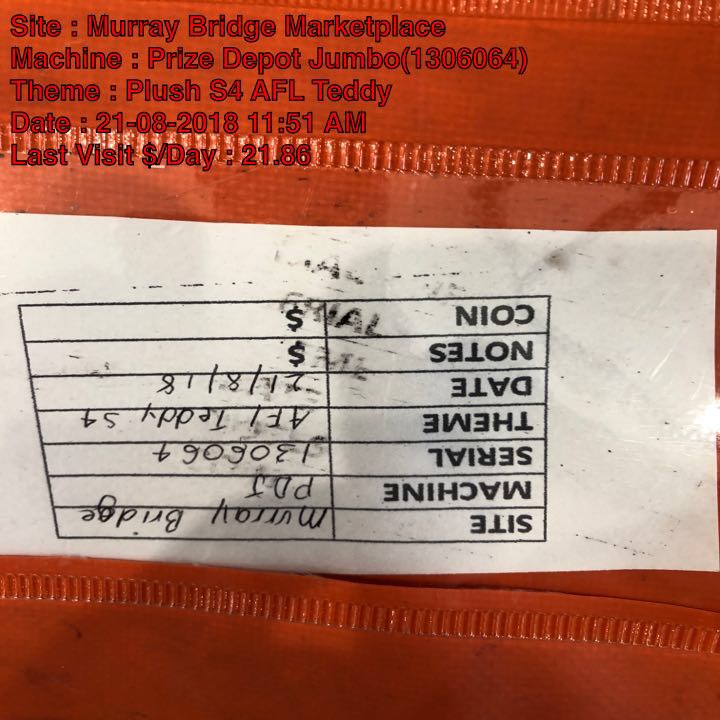 Site : Murray Bridge Marketplace
Machine : Prize Depot Jumbo(1306064)
Theme : Plush S4 AFL Teddy
Date : 21-08-2018 11:51 AM
Last Visit $/Day : 21.86
SITE Murray Bridge
MACHINE PDJ
SERIAL 1306064
THEME AFl Teddy S4
DATE 21/8/18
NOTES $
COIN $